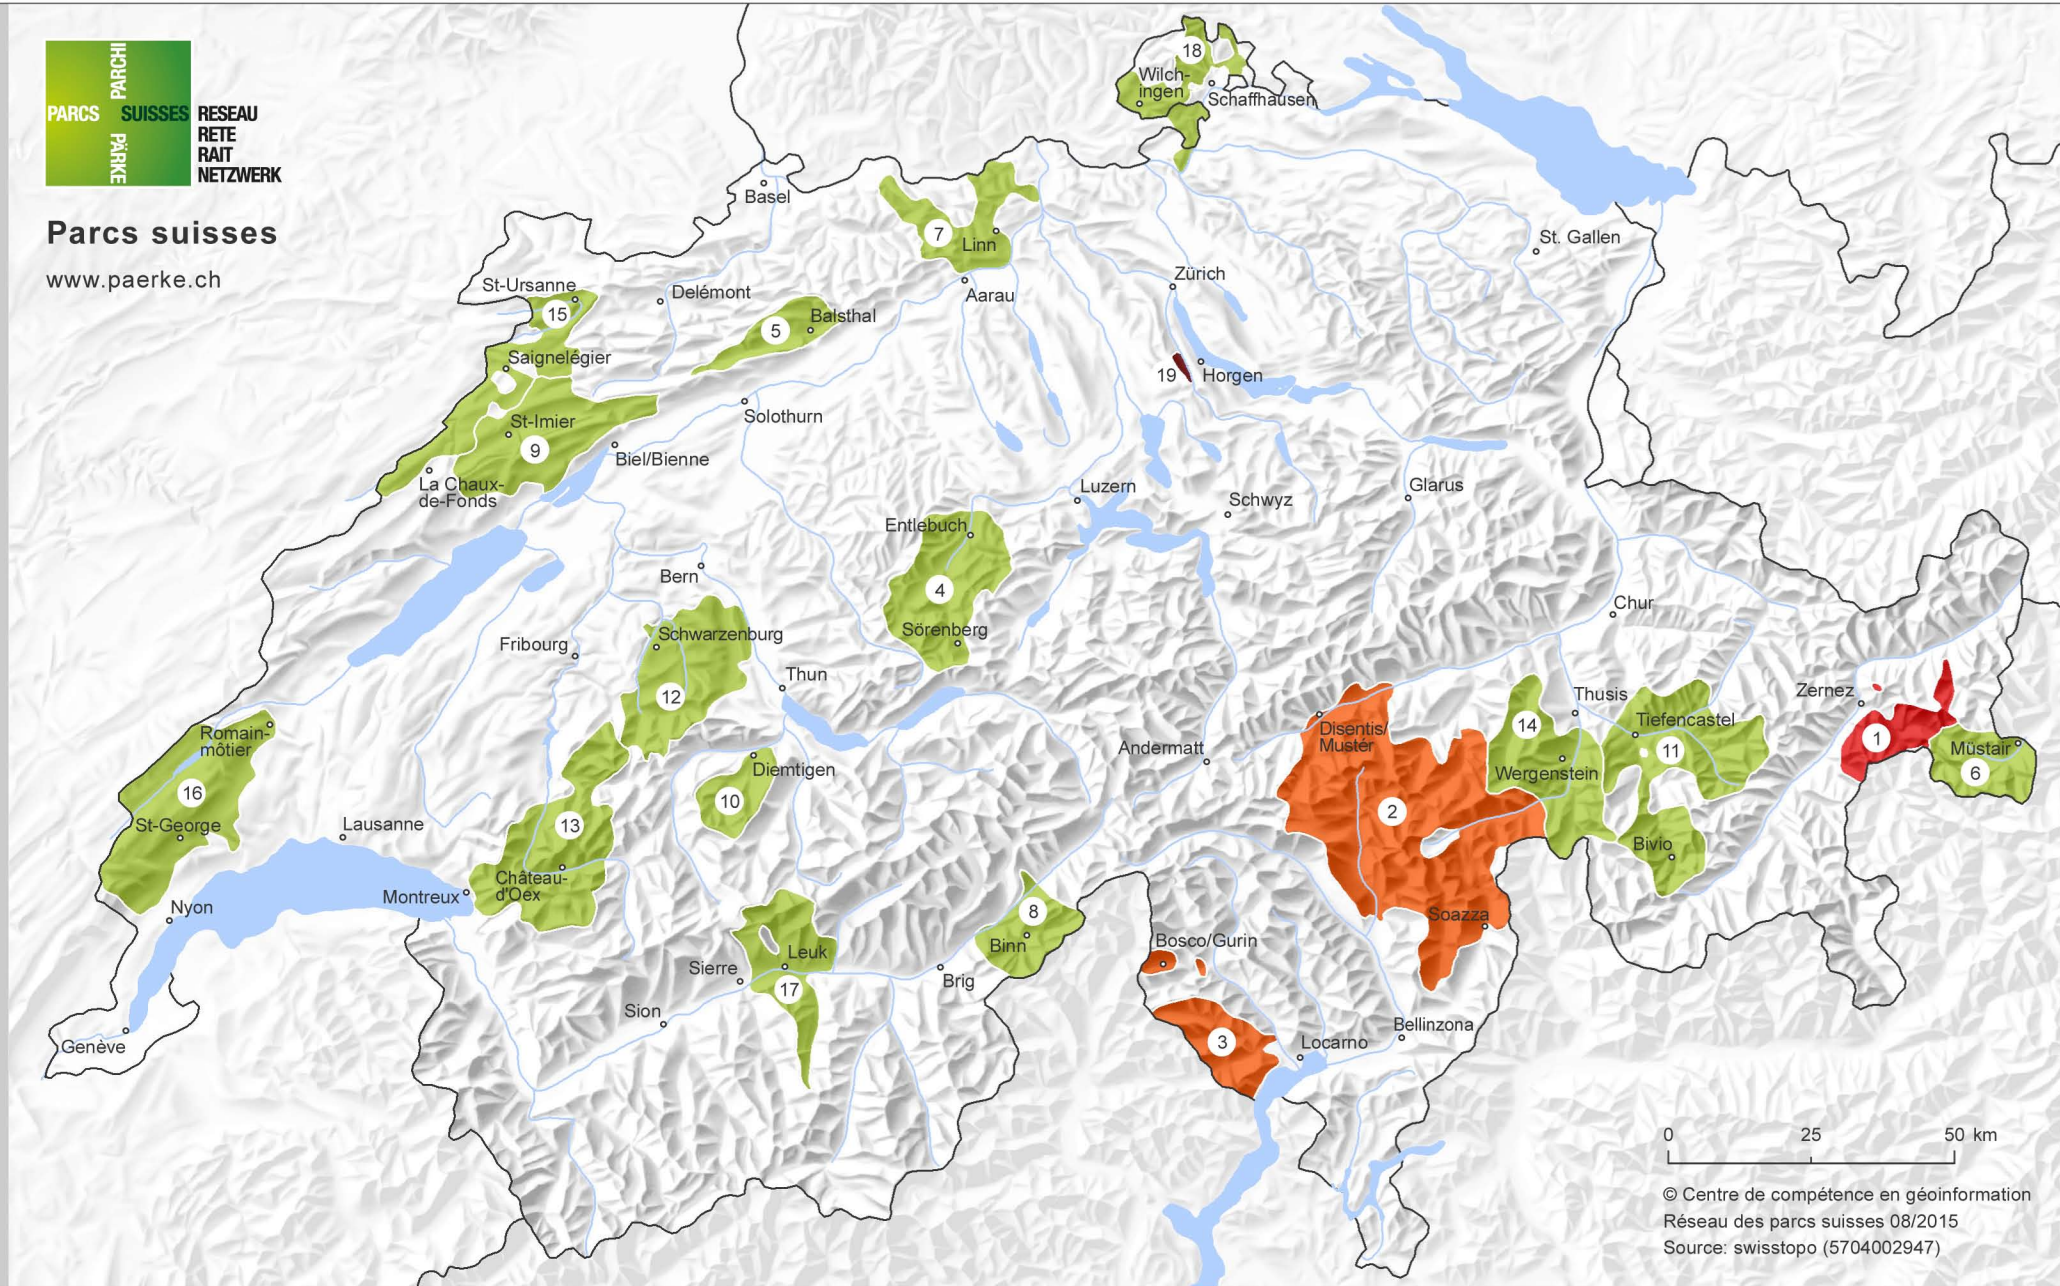 PARCHI
PARCS SUISSES
PÄRKE
RESEAU
RETE
RAIT
NETZWERK
Parcs suisses
www.paerke.ch
18
Wilch-
ingen
Schaffhausen
Basel
7
Linn
Aarau
St. Gallen
Zürich
St-Ursanne
15
Delémont
5
Balsthal
Saignelégier
19
Horgen
Solothurn
St-Imier
9
Biel/Bienne
La Chaux-
de-Fonds
Luzern
Schwyz
Glarus
Entlebuch
4
Sörenberg
Bern
Chur
Fribourg
Schwarzenburg
12
Thun
Zernez
Thusis
14
Tiefencastel
11
Wergenstein
1
Müstair
6
Disentis/
Mustér
Andermatt
2
Romain-
môtier
16
St-George
Diemtigen
10
13
Lausanne
Bivio
Château-
d'Oex
Montreux
Nyon
8
Binn
Soazza
Bosco/Gurin
Leuk
Sierre
17
Brig
Sion
Bellinzona
3
Locarno
Genève
0 25 50 km
© Centre de compétence en géoinformation
Réseau des parcs suisses 08/2015
Source: swisstopo (5704002947)